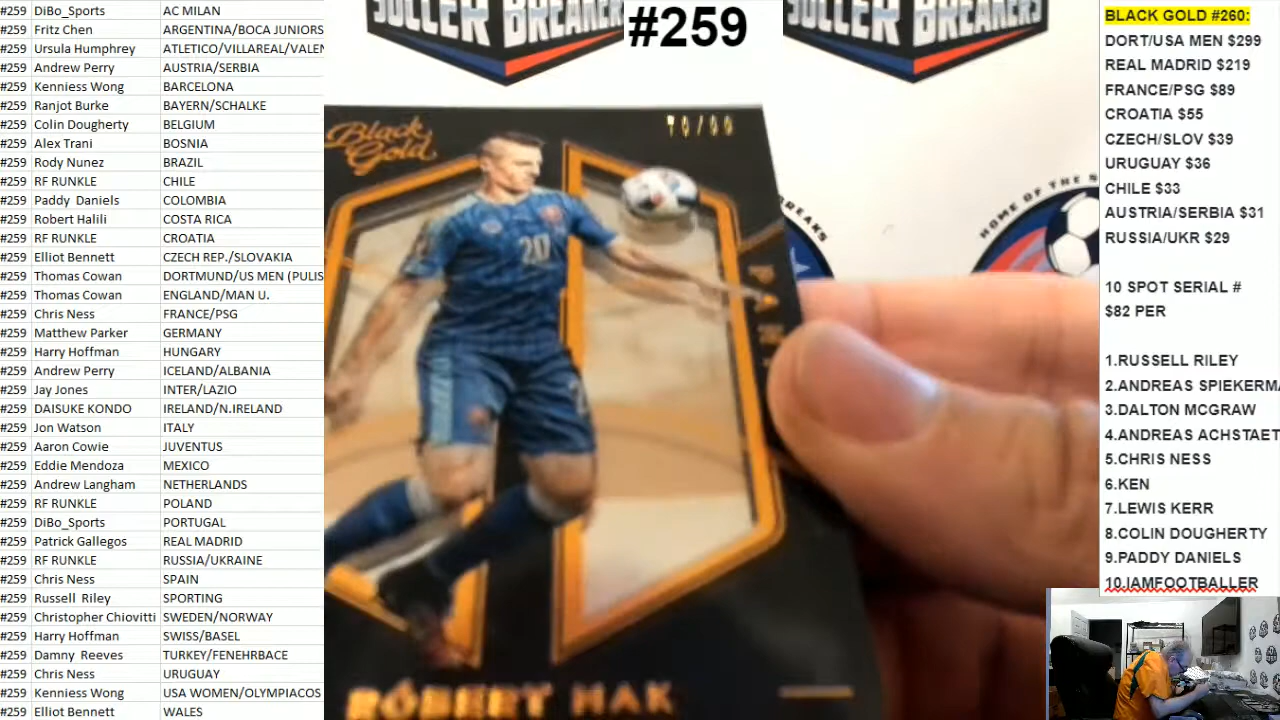 #259 DiBo_Sports AC MILAN
#259 Fritz Chen ARGENTINA/BOCA JUNIORS
#259 Ursula Humphrey ATLETICO/VILLAREAL/VALEN
#259 Andrew Perry AUSTRIA/SERBIA
#259 Kenniess Wong BARCELONA
#259 Ranjot Burke BAYERN/SCHALKE
#259 Colin Dougherty BELGIUM
#259 Alex Trani BOSNIA
#259 Rody Nunez BRAZIL
#259 RF RUNKLE CHILE
#259 Paddy Daniels COLOMBIA
#259 Robert Halili COSTA RICA
#259 RF RUNKLE CROATIA
#259 Elliot Bennett CZECH REP./SLOVAKIA
#259 Thomas Cowan DORTMUND/US MEN (PULIS
#259 Thomas Cowan ENGLAND/MAN U.
#259 Chris Ness FRANCE/PSG
#259 Matthew Parker GERMANY
#259 Harry Hoffman HUNGARY
#259 Andrew Perry ICELAND/ALBANIA
#259 Jay Jones INTER/LAZIO
#259 DAISUKE KONDO IRELAND/N.IRELAND
#259 Jon Watson ITALY
#259 Aaron Cowie JUVENTUS
#259 Eddie Mendoza MEXICO
#259 Andrew Langham NETHERLANDS
#259 RF RUNKLE POLAND
#259 DiBo_Sports PORTUGAL
#259 Patrick Gallegos REAL MADRID
#259 RF RUNKLE RUSSIA/UKRAINE
#259 Chris Ness SPAIN
#259 Russell Riley SPORTING
#259 Christopher Chiovitti SWEDEN/NORWAY
#259 Harry Hoffman SWISS/BASEL
#259 Damny Reeves TURKEY/FENEHRBACE
#259 Chris Ness URUGUAY
#259 Kenniess Wong USA WOMEN/OLYMPIACOS
#259 Elliot Bennett WALES
SOCCER BREAKERS
#259
SOCCER BREAKERS
Black
Gold
20
HOME OF THE S
BREAKS
RÓBERT MAK
BLACK GOLD #260:
DORT/USA MEN $299
REAL MADRID $219
FRANCE/PSG $89
CROATIA $55
CZECH/SLOV $39
URUGUAY $36
CHILE $33
AUSTRIA/SERBIA $31
RUSSIA/UKR $29
10 SPOT SERIAL #
$82 PER
1.RUSSELL RILEY
2.ANDREAS SPIEKERMA
3.DALTON MCGRAW
4.ANDREAS ACHSTAET
5.CHRIS NESS
6.KEN
7.LEWIS KERR
8.COLIN DOUGHERTY
9.PADDY DANIELS
10.IAMFOOTBALLER